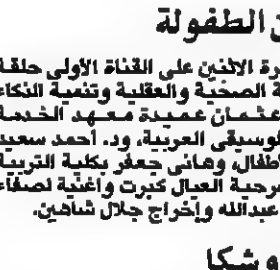 الطفولة
رة الاثنين على القناة الأولى حلقة
ة الصحية والعقلية وتنمية الذكاء
عثمان عميدة معهد الخدمة
لموسيقى العربية، ود. أحمد سعيد
طفال، وهانى جعفر بكلية التربية
سرحية العيال كبرت وأغنية لصفاء
عبدالله وإخراج جلال شاهين.
وشكا